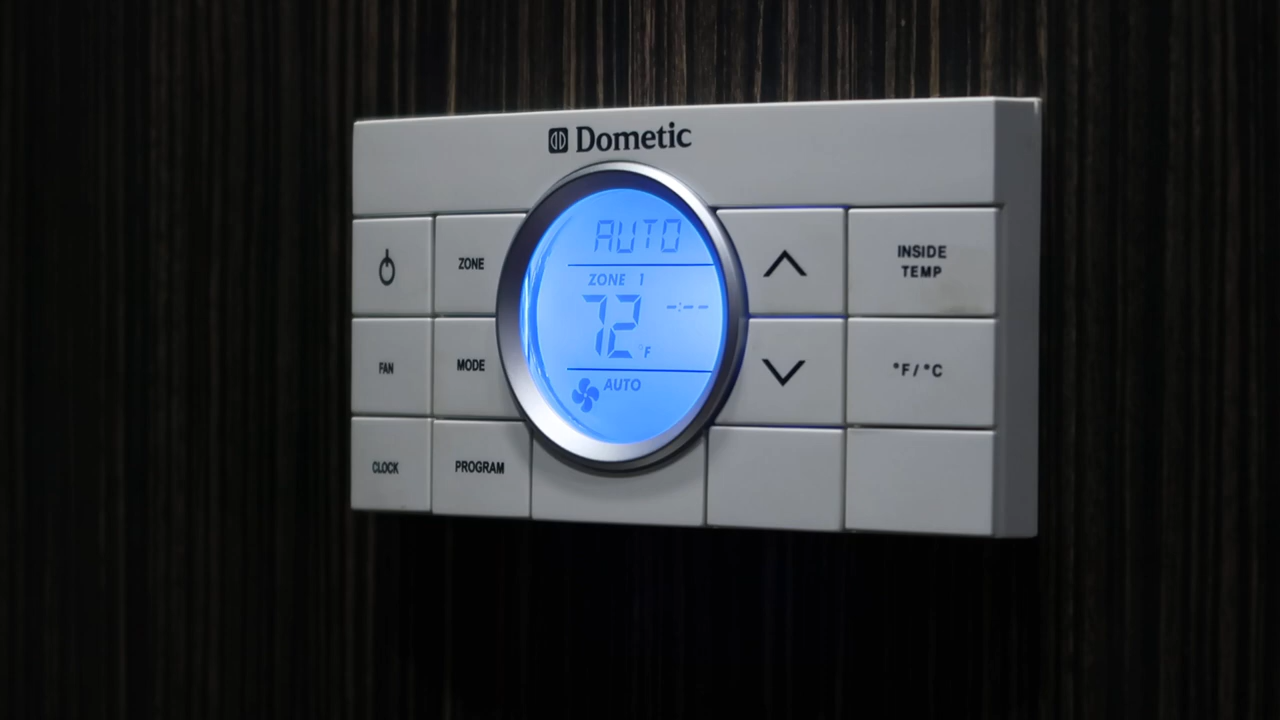 Dometic
ZONE
FAN
MODE
CLOCK
PROGRAM
AUTO
ZONE 1
72°F
-:--
AUTO
INSIDE
TEMP
°F/°C